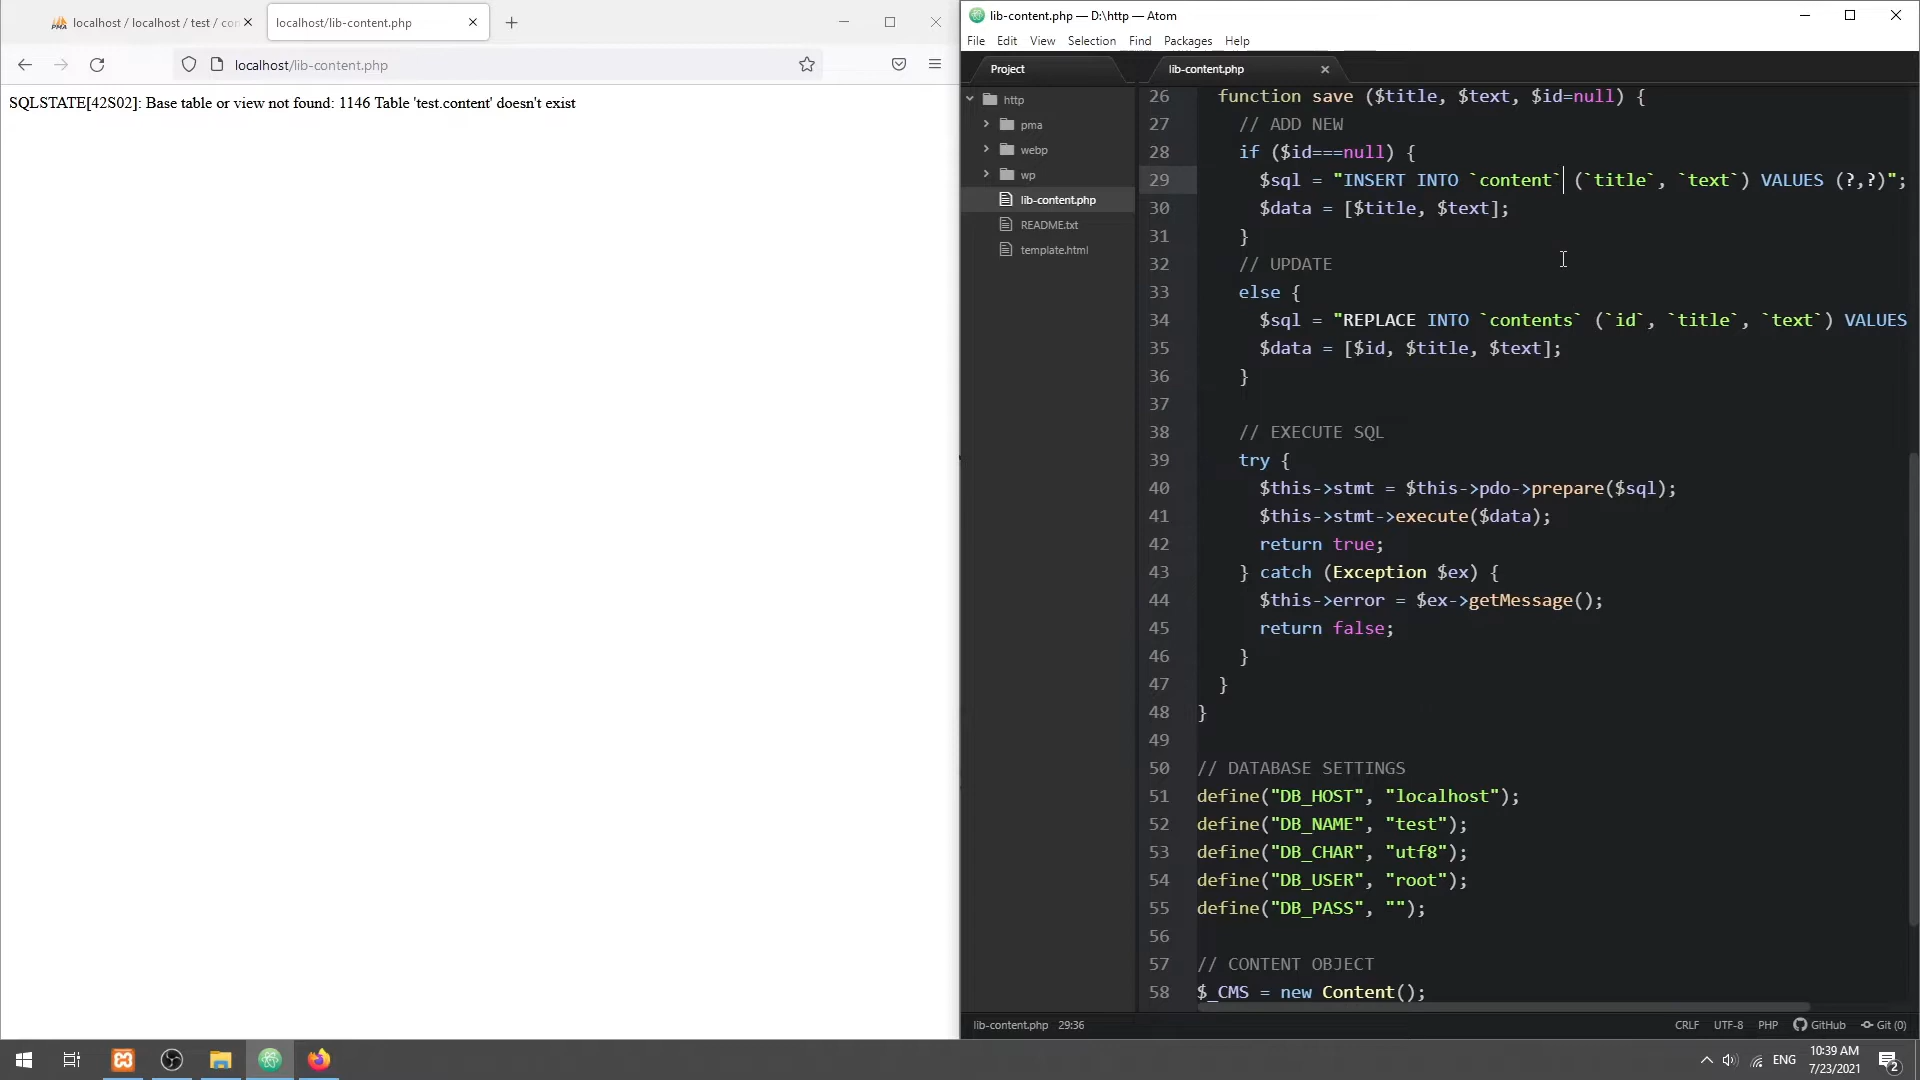 localhost / localhost / test / con
localhost/lib-content.php
localhost/lib-content.php
SQLSTATE[42S02]: Base table or view not found: 1146 Table 'test.content' doesn't exist
lib-content.php — D:\http — Atom
File Edit View Selection Find Packages Help
Project
lib-content.php
http
pma
webp
wp
lib-content.php
README.txt
template.html
26 function save ($title, $text, $id=null) {
27 // ADD NEW
28 if ($id===null) {
29 $sql = "INSERT INTO `content` (`title`, `text`) VALUES (?,?)";
30 $data = [$title, $text];
31 }
32 // UPDATE
33 else {
34 $sql = "REPLACE INTO `contents` (`id`, `title`, `text`) VALUES
35 $data = [$id, $title, $text];
36 }
37
38 // EXECUTE SQL
39 try {
40 $this->stmt = $this->pdo->prepare($sql);
41 $this->stmt->execute($data);
42 return true;
43 } catch (Exception $ex) {
44 $this->error = $ex->getMessage();
45 return false;
46 }
47 }
48 }
49
50 // DATABASE SETTINGS
51 define("DB_HOST", "localhost");
52 define("DB_NAME", "test");
53 define("DB_CHAR", "utf8");
54 define("DB_USER", "root");
55 define("DB_PASS", "");
56
57 // CONTENT OBJECT
58 $_CMS = new Content();
lib-content.php 29:36
CRLF UTF-8 PHP GitHub Git (0)
ENG
10:39 AM
7/23/2021
2